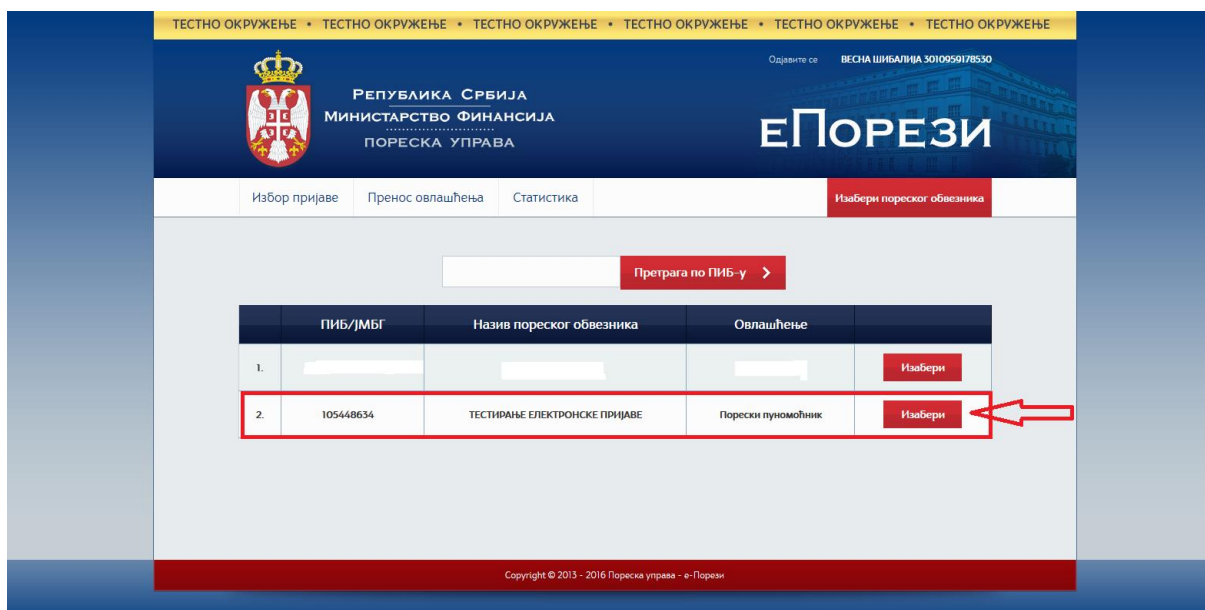 ТЕСТНО ОКРУЖЕЊЕ • ТЕСТНО ОКРУЖЕЊЕ • ТЕСТНО ОКРУЖЕЊЕ • ТЕСТНО ОКРУЖЕЊЕ • ТЕСТНО ОКРУЖЕЊЕ • ТЕСТНО ОКРУЖЕЊЕ
Одјавите се ВЕСНА ШИБАЛИЈА 3010959178530
Република Србија
Министарство Финансија
ПОРЕСКА УПРАВА
еПорези
Избор пријаве Пренос овлашћења Статистика Изабери пореског обвезника
Претрага по ПИБ-у
ПИБ/ЈМБГ Назив пореског обвезника Овлашћење
1. Изабери
2. 105448634 ТЕСТИРАЊЕ ЕЛЕКТРОНСКЕ ПРИЈАВЕ Порески пуномоћник Изабери
Copyright © 2013 - 2016 Пореска управа - е-Порези